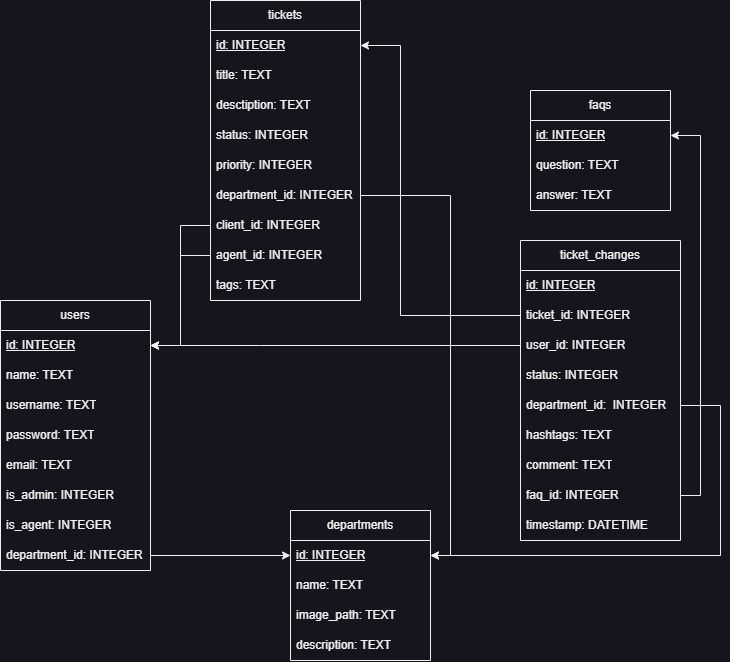 tickets
id: INTEGER
title: TEXT
desctiption: TEXT
status: INTEGER
priority: INTEGER
department_id: INTEGER
client_id: INTEGER
agent_id: INTEGER
tags: TEXT
faqs
id: INTEGER
question: TEXT
answer: TEXT
ticket_changes
id: INTEGER
ticket_id: INTEGER
user_id: INTEGER
status: INTEGER
department_id: INTEGER
hashtags: TEXT
comment: TEXT
faq_id: INTEGER
timestamp: DATETIME
users
id: INTEGER
name: TEXT
username: TEXT
password: TEXT
email: TEXT
is_admin: INTEGER
is_agent: INTEGER
department_id: INTEGER
departments
id: INTEGER
name: TEXT
image_path: TEXT
description: TEXT